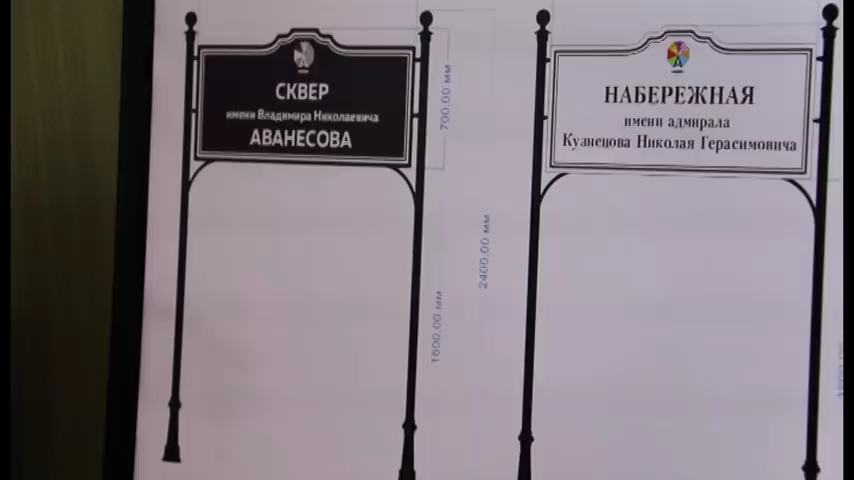 СКВЕР
имени Владимира Николаевича
АВАНЕСОВА
700.00 мм
2400.00 мм
1600.00 мм
НАБЕРЕЖНАЯ
имени адмирала
Кузнецова Николая Герасимовича